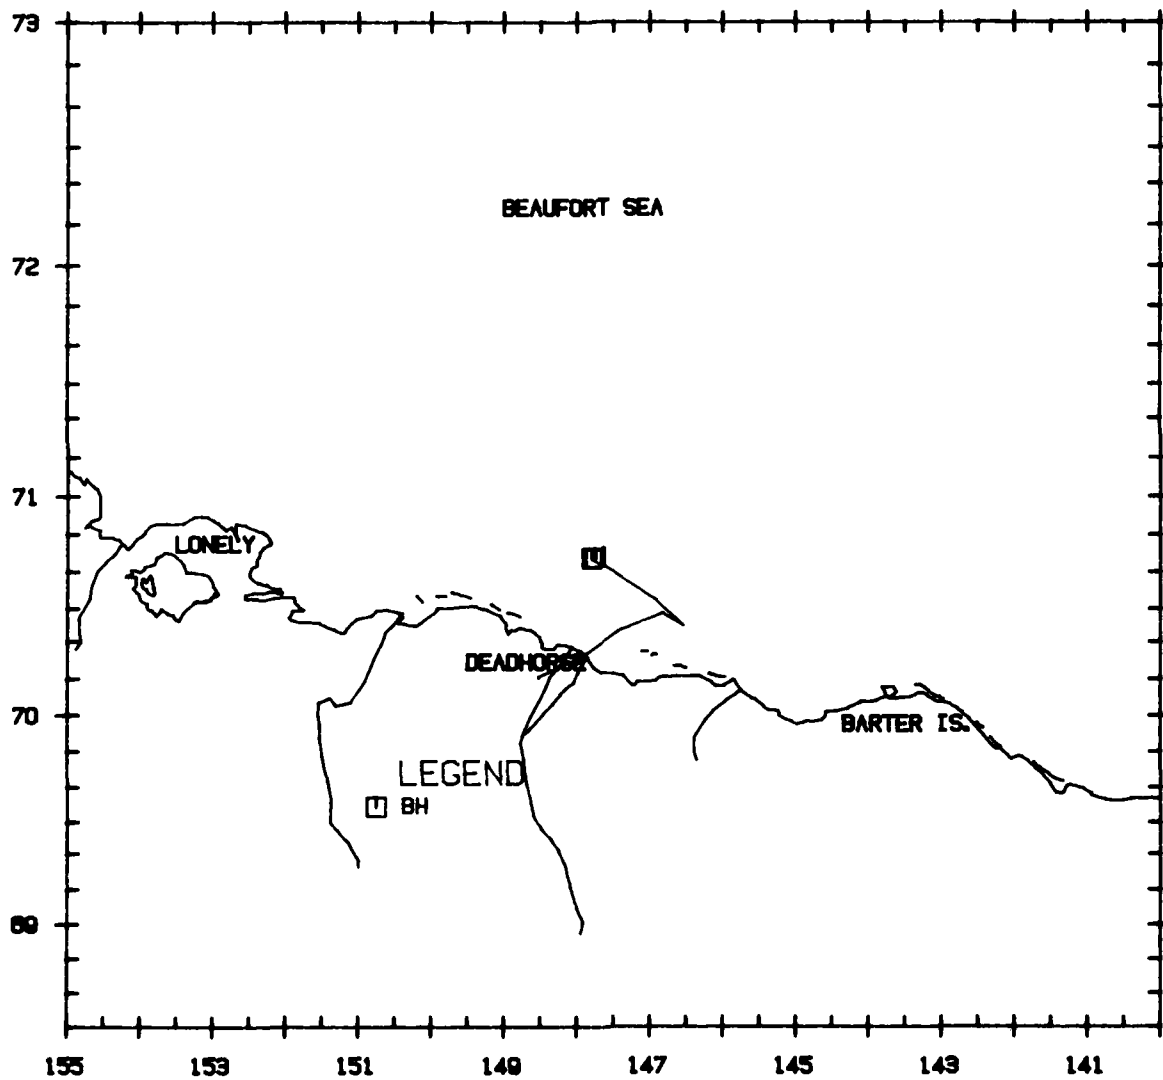 73
BEAUFORT SEA
72
71
LONELY
DEADHORSE
70
BARTER IS.
LEGEND
BH
69
155 153 151 149 147 145 143 141